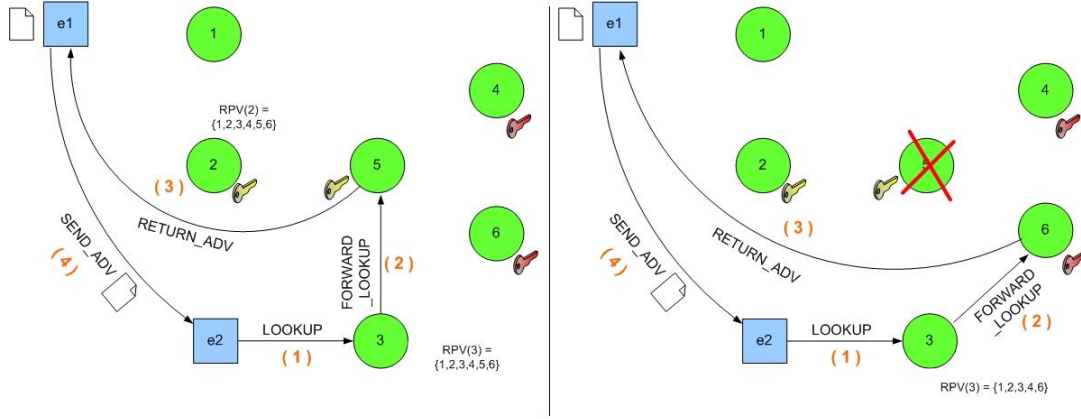 e1
1
4
RPV(2) =
{1,2,3,4,5,6}
2
5
( 3 )
RETURN_ADV
SEND_ADV
( 4 )
6
FORWARD
_LOOKUP
( 2 )
e2
LOOKUP
( 1 )
3
RPV(3) =
{1,2,3,4,5,6}
e1
1
4
2
5
( 3 )
RETURN_ADV
SEND_ADV
( 4 )
6
FORWARD
_LOOKUP
( 2 )
e2
LOOKUP
( 1 )
3
RPV(3) = {1,2,3,4,6}